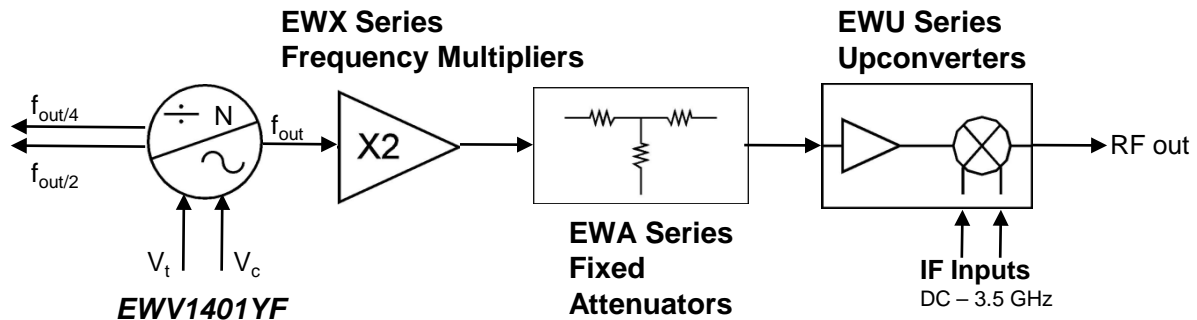 EWX Series
Frequency Multipliers
EWU Series
Upconverters
f_out/4
÷ N
f_out
f_out/2
X2
RF out
V_t
V_c
EWV1401YF
EWA Series
Fixed
Attenuators
IF Inputs
DC – 3.5 GHz